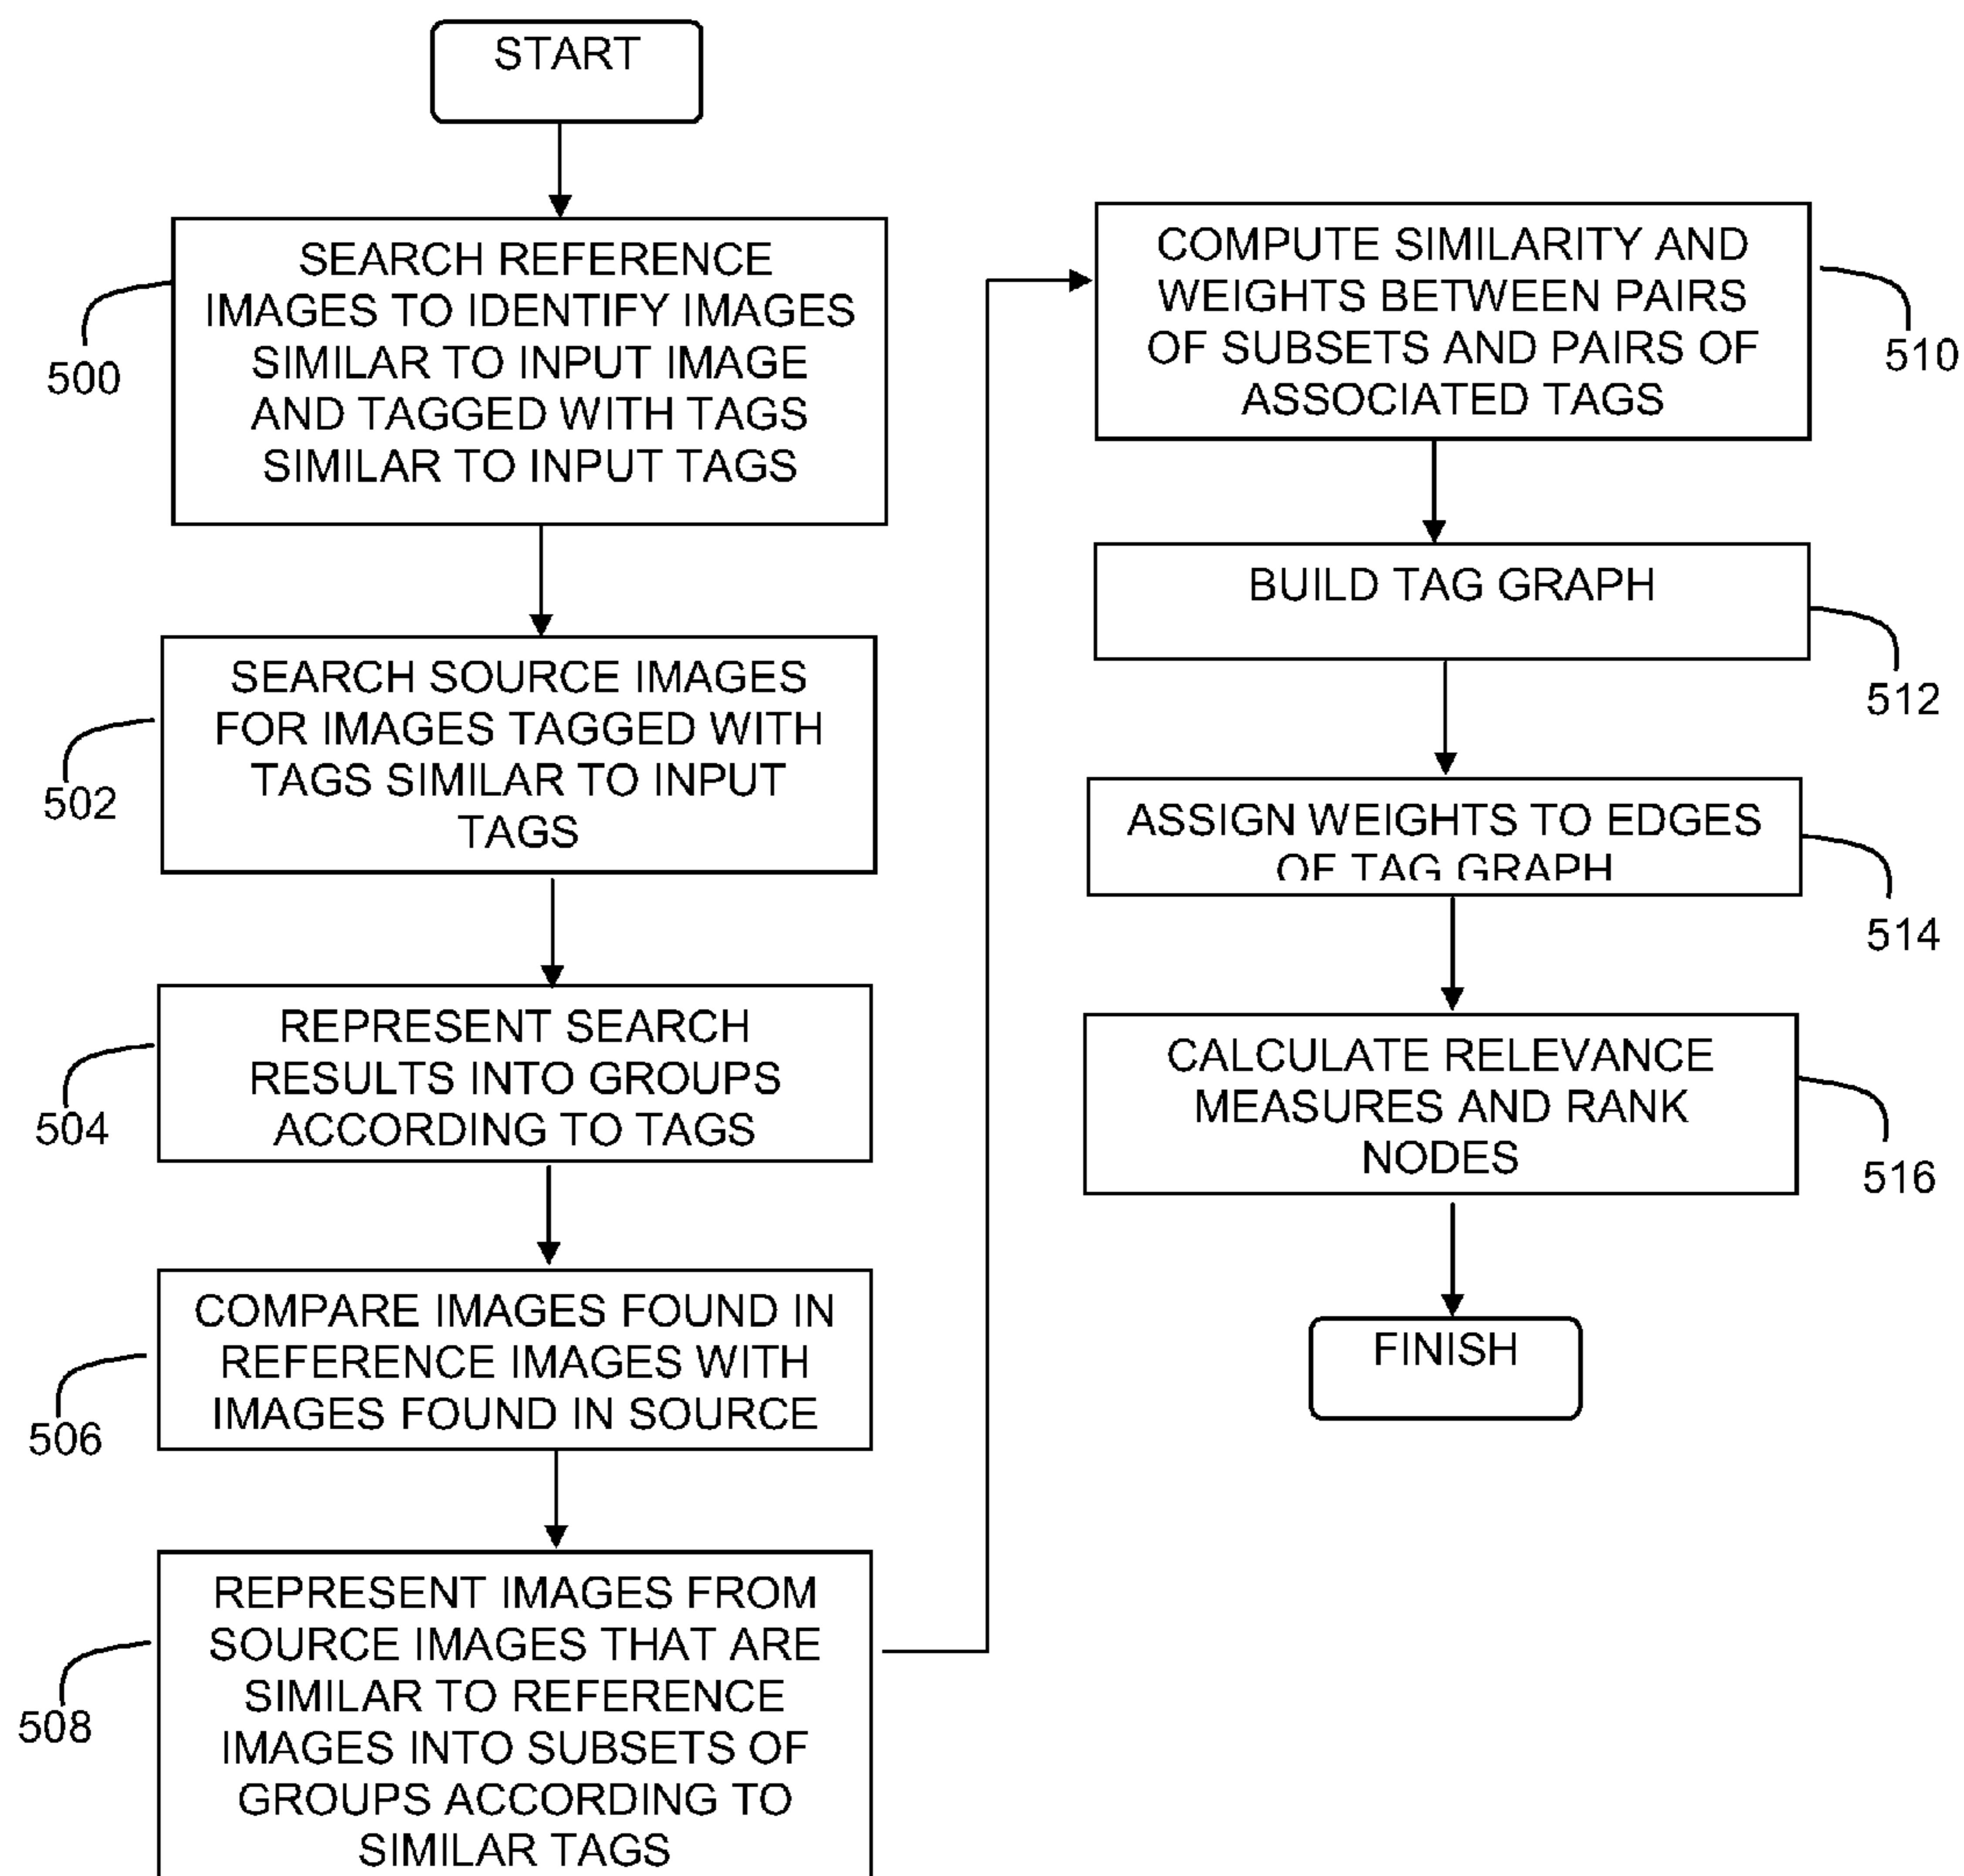 START
SEARCH REFERENCE
IMAGES TO IDENTIFY IMAGES
SIMILAR TO INPUT IMAGE
AND TAGGED WITH TAGS
SIMILAR TO INPUT TAGS
500
SEARCH SOURCE IMAGES
FOR IMAGES TAGGED WITH
TAGS SIMILAR TO INPUT
TAGS
502
REPRESENT SEARCH
RESULTS INTO GROUPS
ACCORDING TO TAGS
504
COMPARE IMAGES FOUND IN
REFERENCE IMAGES WITH
IMAGES FOUND IN SOURCE
506
REPRESENT IMAGES FROM
SOURCE IMAGES THAT ARE
SIMILAR TO REFERENCE
IMAGES INTO SUBSETS OF
GROUPS ACCORDING TO
SIMILAR TAGS
508
COMPUTE SIMILARITY AND
WEIGHTS BETWEEN PAIRS
OF SUBSETS AND PAIRS OF
ASSOCIATED TAGS
510
BUILD TAG GRAPH
512
ASSIGN WEIGHTS TO EDGES
OF TAG GRAPH
514
CALCULATE RELEVANCE
MEASURES AND RANK
NODES
516
FINISH